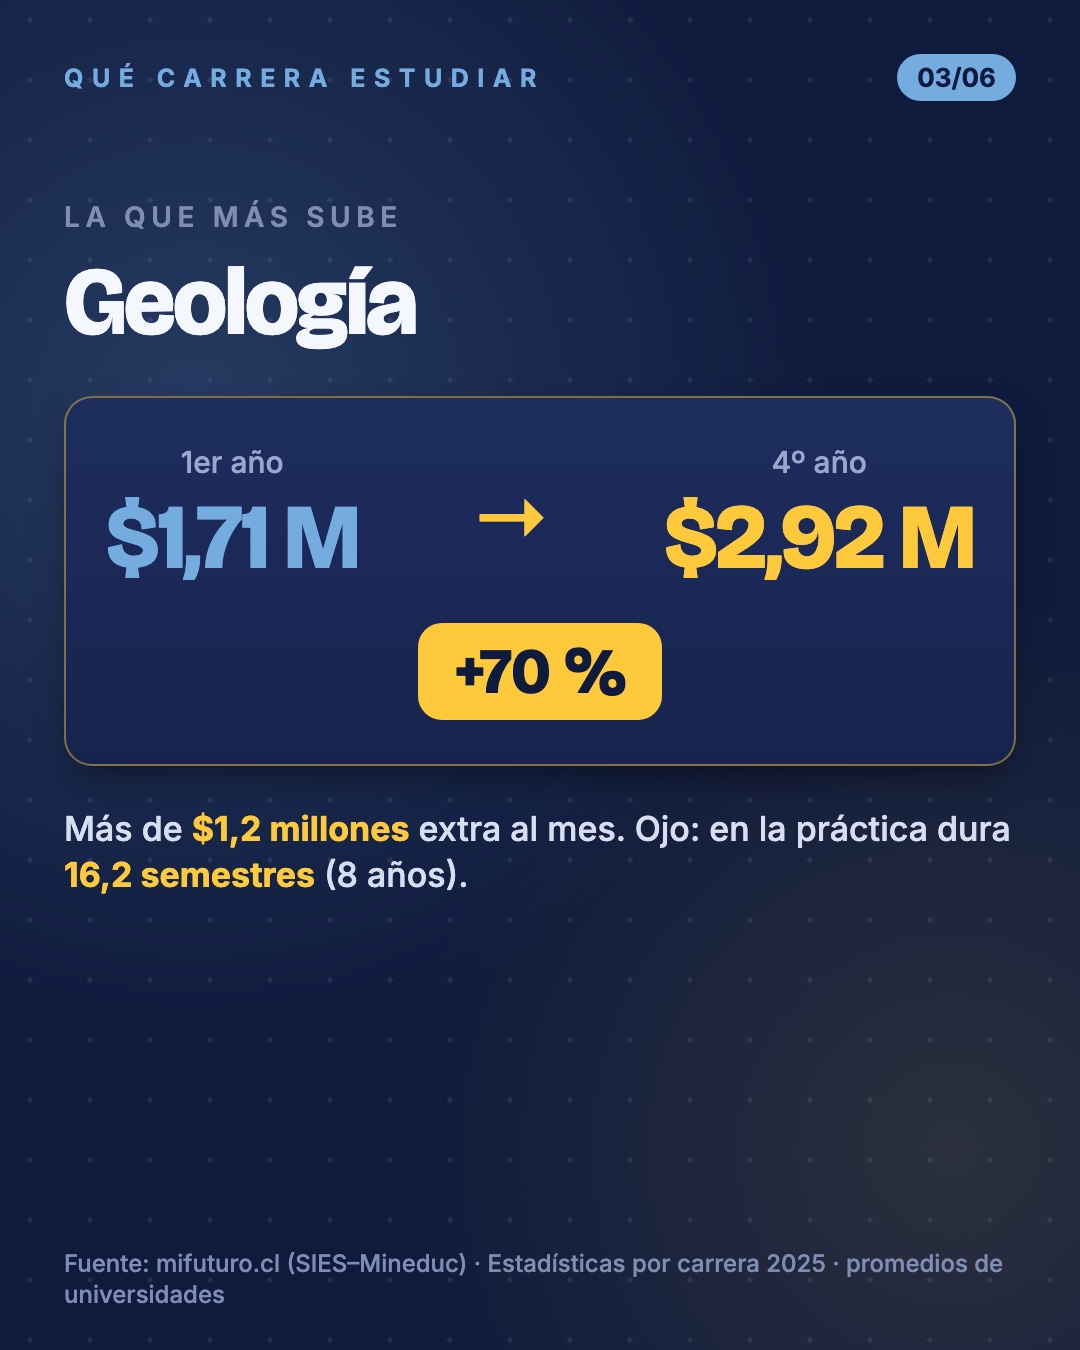 QUÉ CARRERA ESTUDIAR
03/06
LA QUE MÁS SUBE
Geología
1er año
4º año
$1,71 M
→
$2,92 M
+70 %
Más de $1,2 millones extra al mes. Ojo: en la práctica dura
16,2 semestres (8 años).
Fuente: mifuturo.cl (SIES–Mineduc) · Estadísticas por carrera 2025 · promedios de
universidades